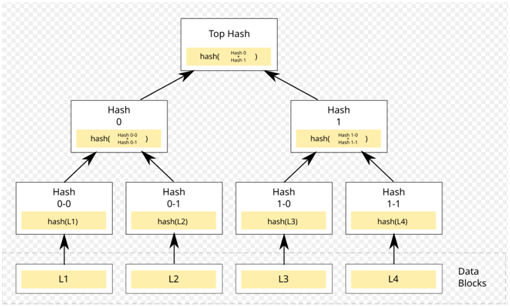 Top Hash
hash( Hash 0 + Hash 1 )
Hash
0
hash( Hash 0-0 + Hash 0-1 )
Hash
1
hash( Hash 1-0 + Hash 1-1 )
Hash
0-0
hash(L1)
Hash
0-1
hash(L2)
Hash
1-0
hash(L3)
Hash
1-1
hash(L4)
L1
L2
L3
L4
Data
Blocks